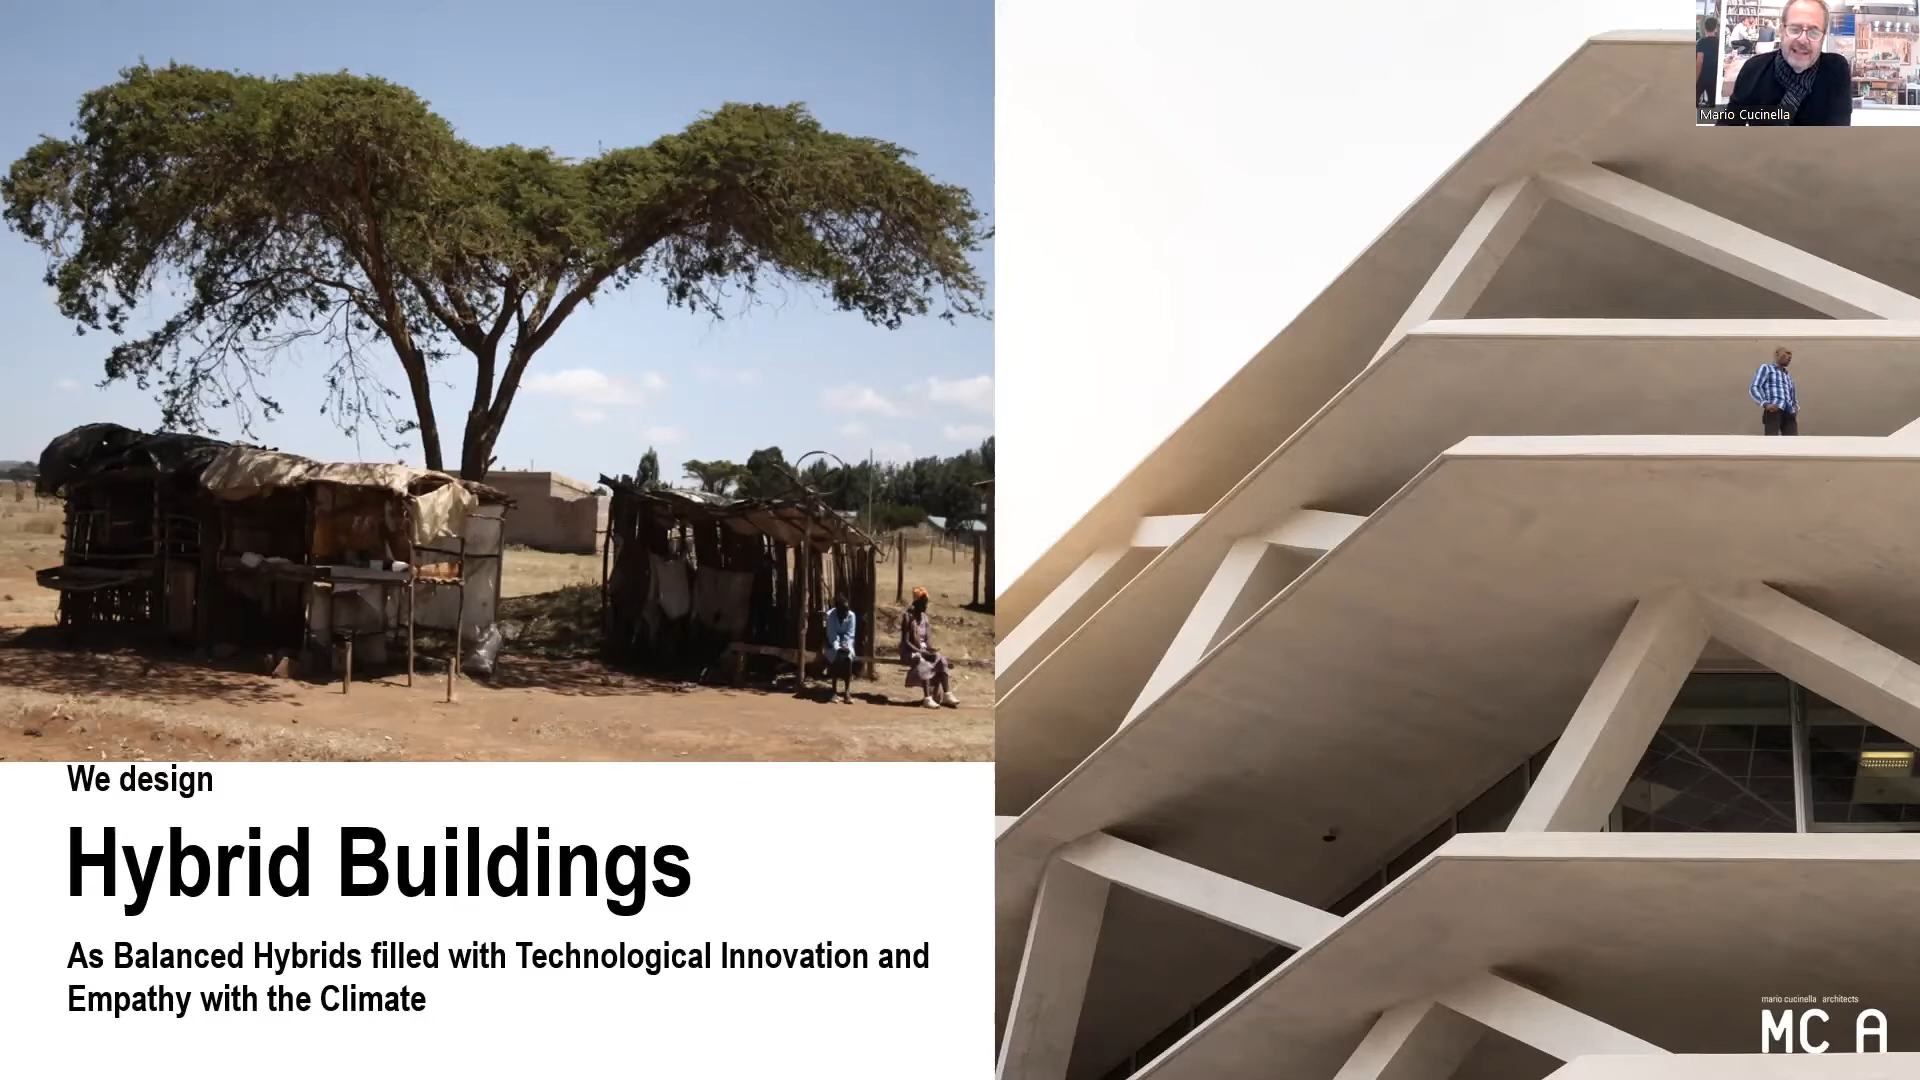 Mario Cucinella
We design
Hybrid Buildings
As Balanced Hybrids filled with Technological Innovation and
Empathy with the Climate
mario cucinella architects
MC A